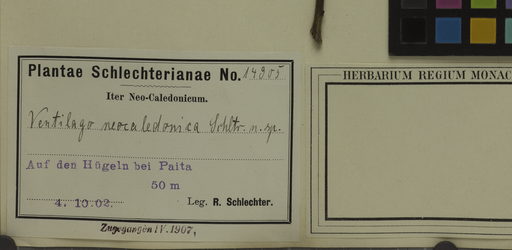 Plantae Schlechterianae No. 14905
Iter Neo-Caledonicum.
Ventilago neocaledonica Schltr. n. sp.
Auf den Hügeln bei Paita
50 m
4. 10. 02.
Leg. R. Schlechter.
Zugegangen IV. 1907,
HERBARIUM REGIUM MONAC